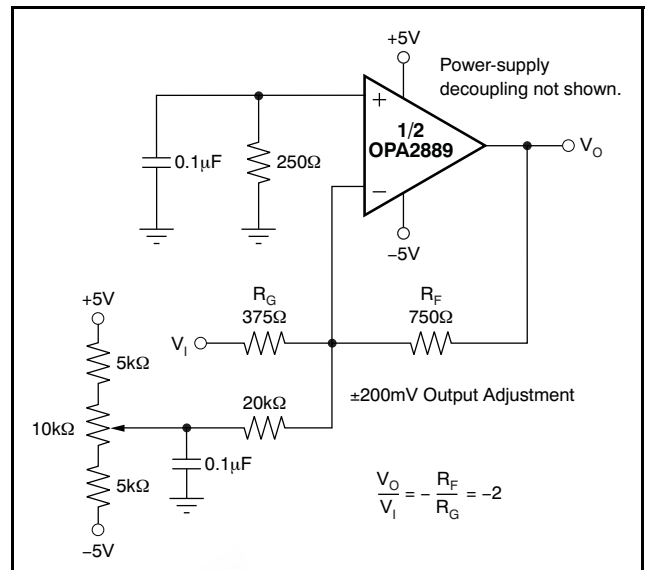 +5V
Power-supply
decoupling not shown.
+
1/2
OPA2889
−
−5V
V_O
0.1μF
250Ω
R_G
375Ω
R_F
750Ω
V_I
+5V
5kΩ
10kΩ
5kΩ
−5V
20kΩ
0.1μF
±200mV Output Adjustment
V_O / V_I = − R_F / R_G = −2